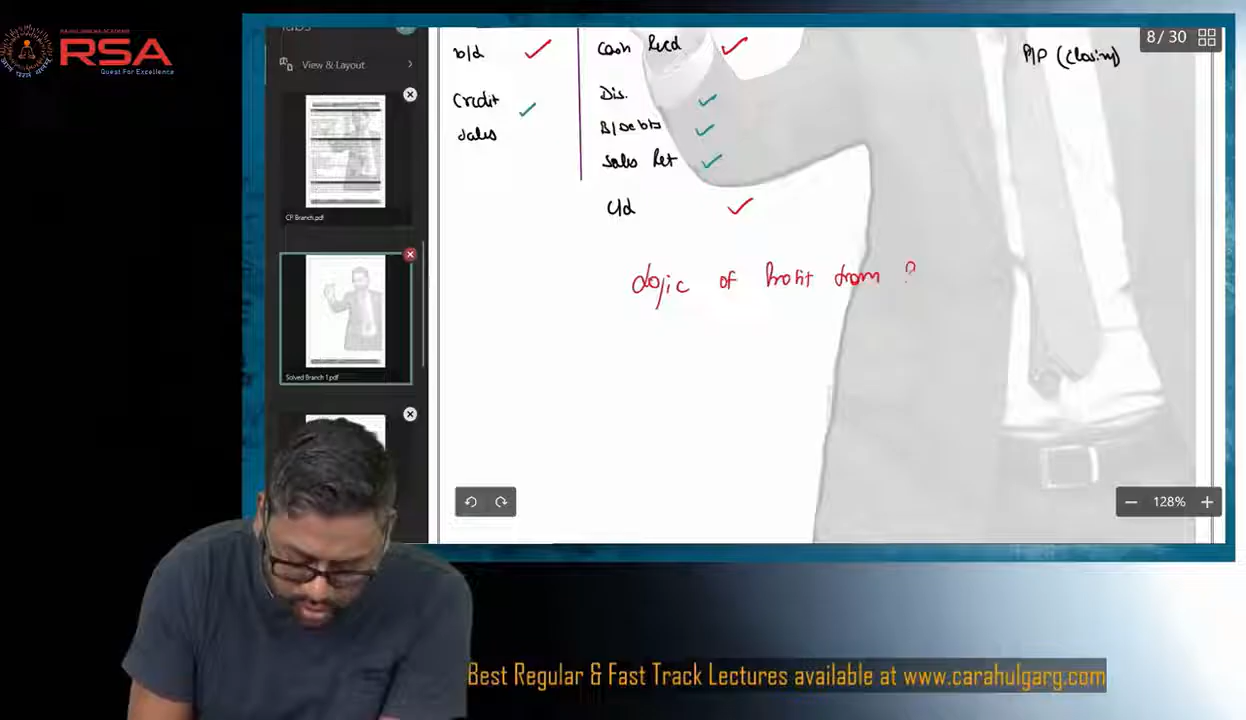 RSA
Quest For Excellence
View & Layout
CP Branch.pdf
Solved Branch 1.pdf
8 / 30
b/d
Credit
Sales
Cash Recd
Dis.
B/Debts
Sales Ret
c/d
P/P (Closing)
Logic of Profit from ?
128%
Best Regular & Fast Track Lectures available at www.carahulgarg.com